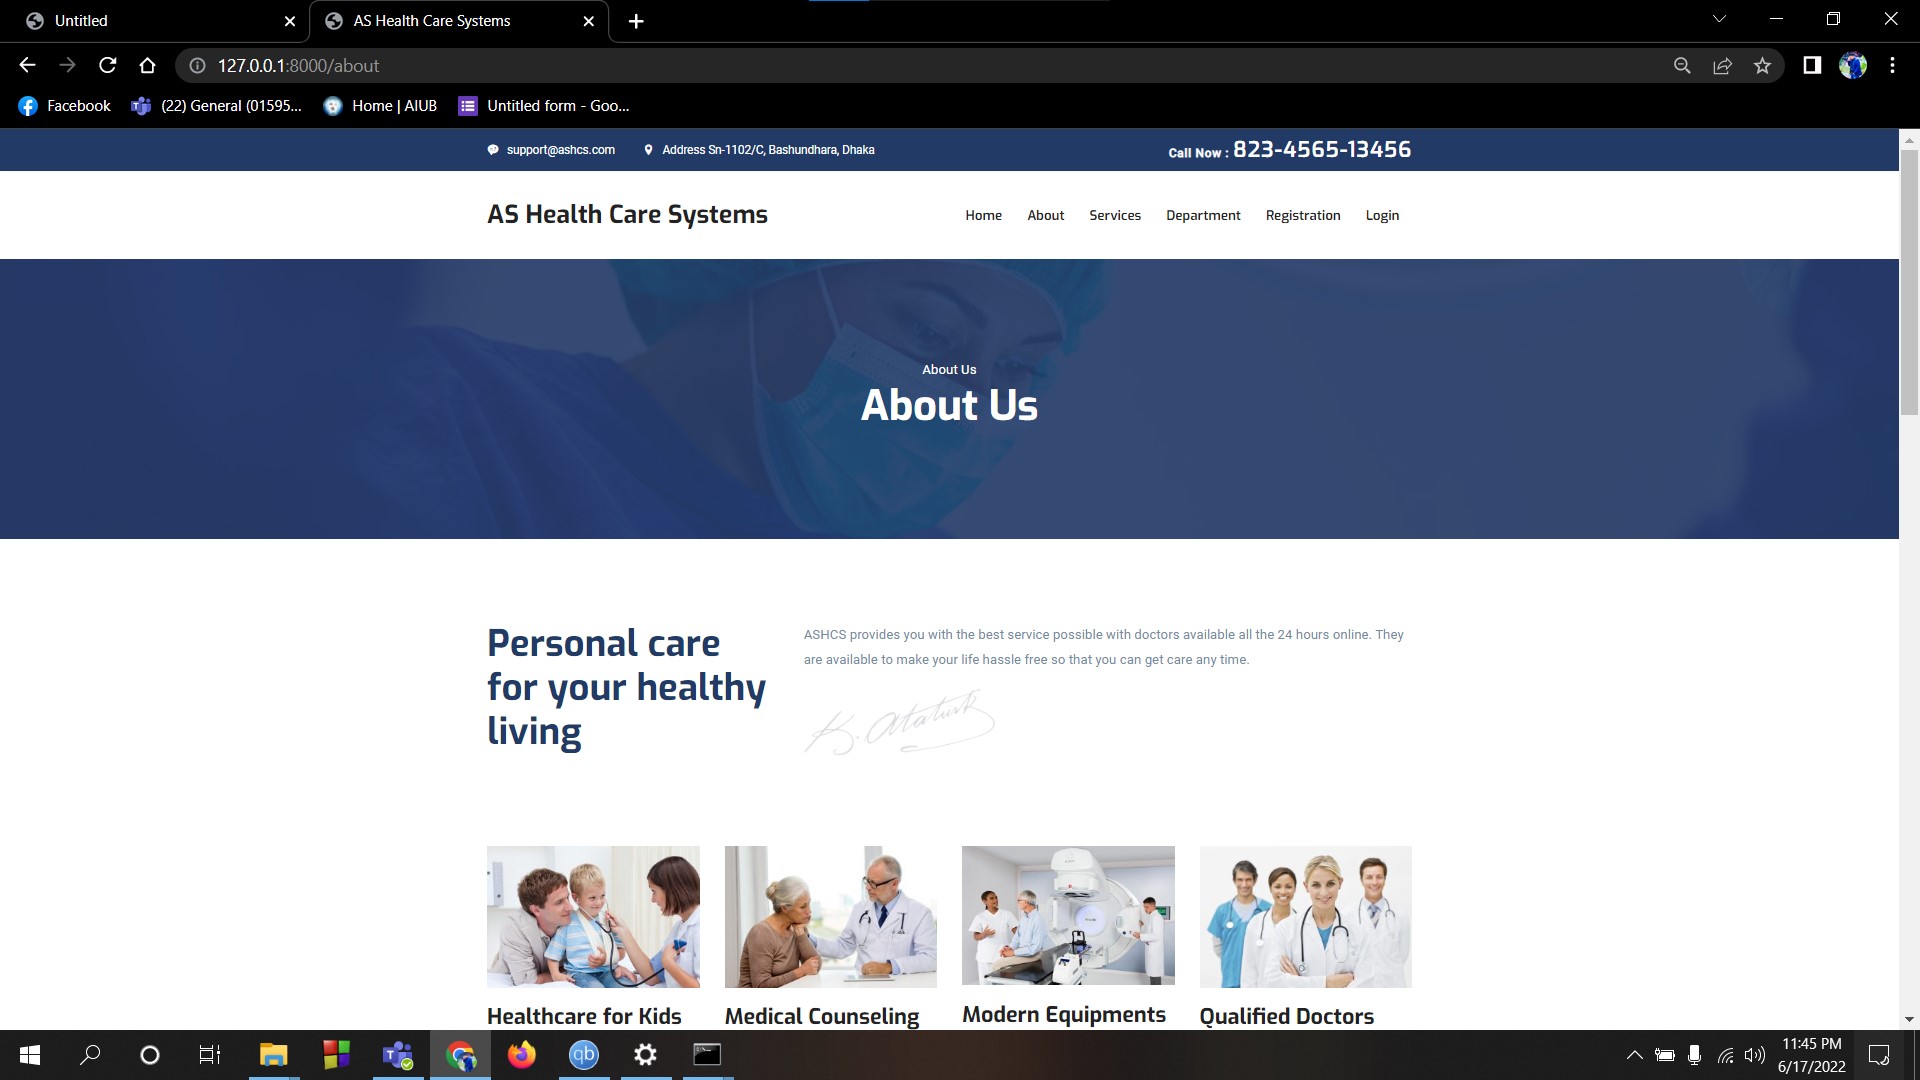 Untitled
AS Health Care Systems
127.0.0.1:8000/about
Facebook
(22) General (01595...
Home | AIUB
Untitled form - Goo...
support@ashcs.com
Address Sn-1102/C, Bashundhara, Dhaka
Call Now : 823-4565-13456
AS Health Care Systems
Home
About
Services
Department
Registration
Login
About Us
About Us
Personal care
for your healthy
living
ASHCS provides you with the best service possible with doctors available all the 24 hours online. They
are available to make your life hassle free so that you can get care any time.
K. Atatürk
Healthcare for Kids
Medical Counseling
Modern Equipments
Qualified Doctors
qb
11:45 PM
6/17/2022